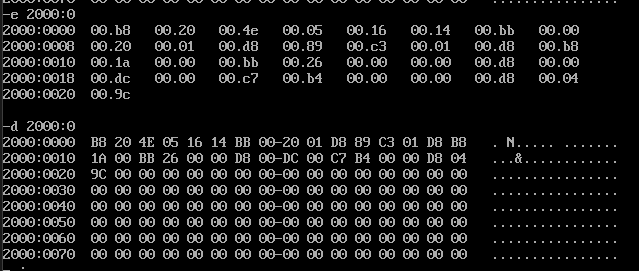 -e 2000:0
2000:0000 00.b8 00.20 00.4e 00.05 00.16 00.14 00.bb 00.00
2000:0008 00.20 00.01 00.d8 00.89 00.c3 00.01 00.d8 00.b8
2000:0010 00.1a 00.00 00.bb 00.26 00.00 00.00 00.d8 00.00
2000:0018 00.dc 00.00 00.c7 00.b4 00.00 00.00 00.d8 00.04
2000:0020 00.9c
-d 2000:0
2000:0000 B8 20 4E 05 16 14 BB 00-20 01 D8 89 C3 01 D8 B8 . N..... .......
2000:0010 1A 00 BB 26 00 00 D8 00-DC 00 C7 B4 00 00 D8 04 ...&............
2000:0020 9C 00 00 00 00 00 00 00-00 00 00 00 00 00 00 00 ................
2000:0030 00 00 00 00 00 00 00 00-00 00 00 00 00 00 00 00 ................
2000:0040 00 00 00 00 00 00 00 00-00 00 00 00 00 00 00 00 ................
2000:0050 00 00 00 00 00 00 00 00-00 00 00 00 00 00 00 00 ................
2000:0060 00 00 00 00 00 00 00 00-00 00 00 00 00 00 00 00 ................
2000:0070 00 00 00 00 00 00 00 00-00 00 00 00 00 00 00 00 ................